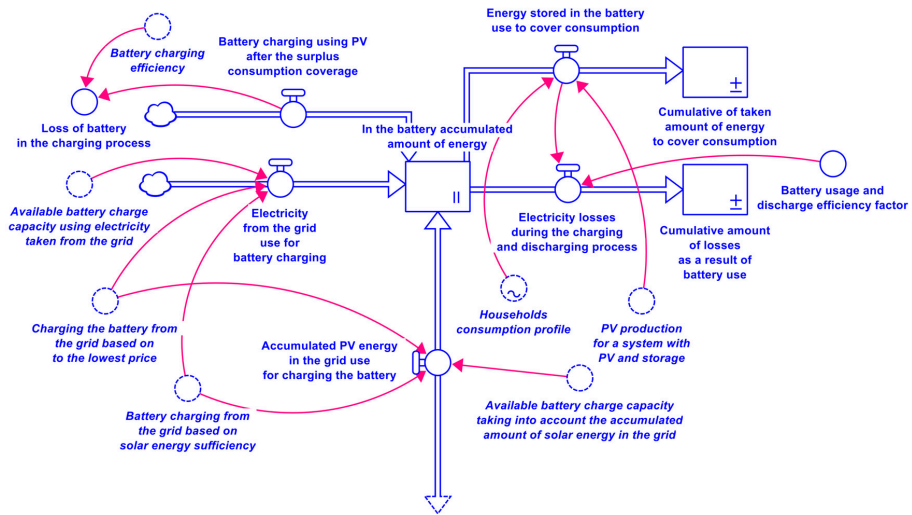 Battery charging
efficiency
Battery charging using PV
after the surplus
consumption coverage
Energy stored in the battery
use to cover consumption
Loss of battery
in the charging process
In the battery accumulated
amount of energy
Cumulative of taken
amount of energy
to cover consumption
Available battery charge
capacity using electricity
taken from the grid
Electricity
from the grid
use for
battery charging
Electricity losses
during the charging
and discharging process
Battery usage and
discharge efficiency factor
Cumulative amount
of losses
as a result of
battery use
Charging the battery from
the grid based on
to the lowest price
Accumulated PV energy
in the grid use
for charging the battery
Households
consumption profile
PV production
for a system with
PV and storage
Battery charging from
the grid based on
solar energy sufficiency
Available battery charge capacity
taking into account the accumulated
amount of solar energy in the grid